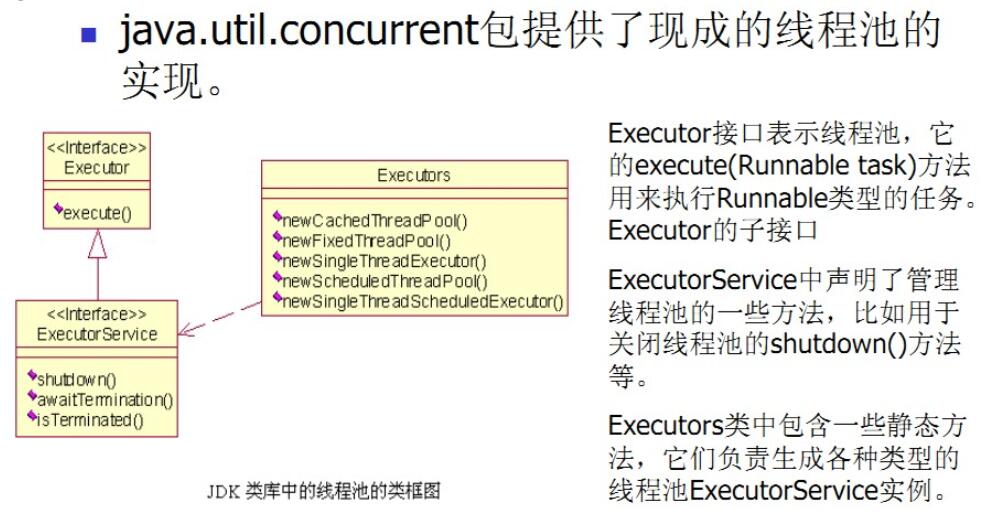 java.util.concurrent包提供了现成的线程池的
实现。
<<Interface>>
Executor
execute()
<<Interface>>
ExecutorService
shutdown()
awaitTermination()
isTerminated()
Executors
newCachedThreadPool()
newFixedThreadPool()
newSingleThreadExecutor()
newScheduledThreadPool()
newSingleThreadScheduledExecutor()
JDK 类库中的线程池的类框图
Executor接口表示线程池，它
的execute(Runnable task)方法
用来执行Runnable类型的任务。
Executor的子接口
ExecutorService中声明了管理
线程池的一些方法，比如用于
关闭线程池的shutdown()方法
等。
Executors类中包含一些静态方
法，它们负责生成各种类型的
线程池ExecutorService实例。